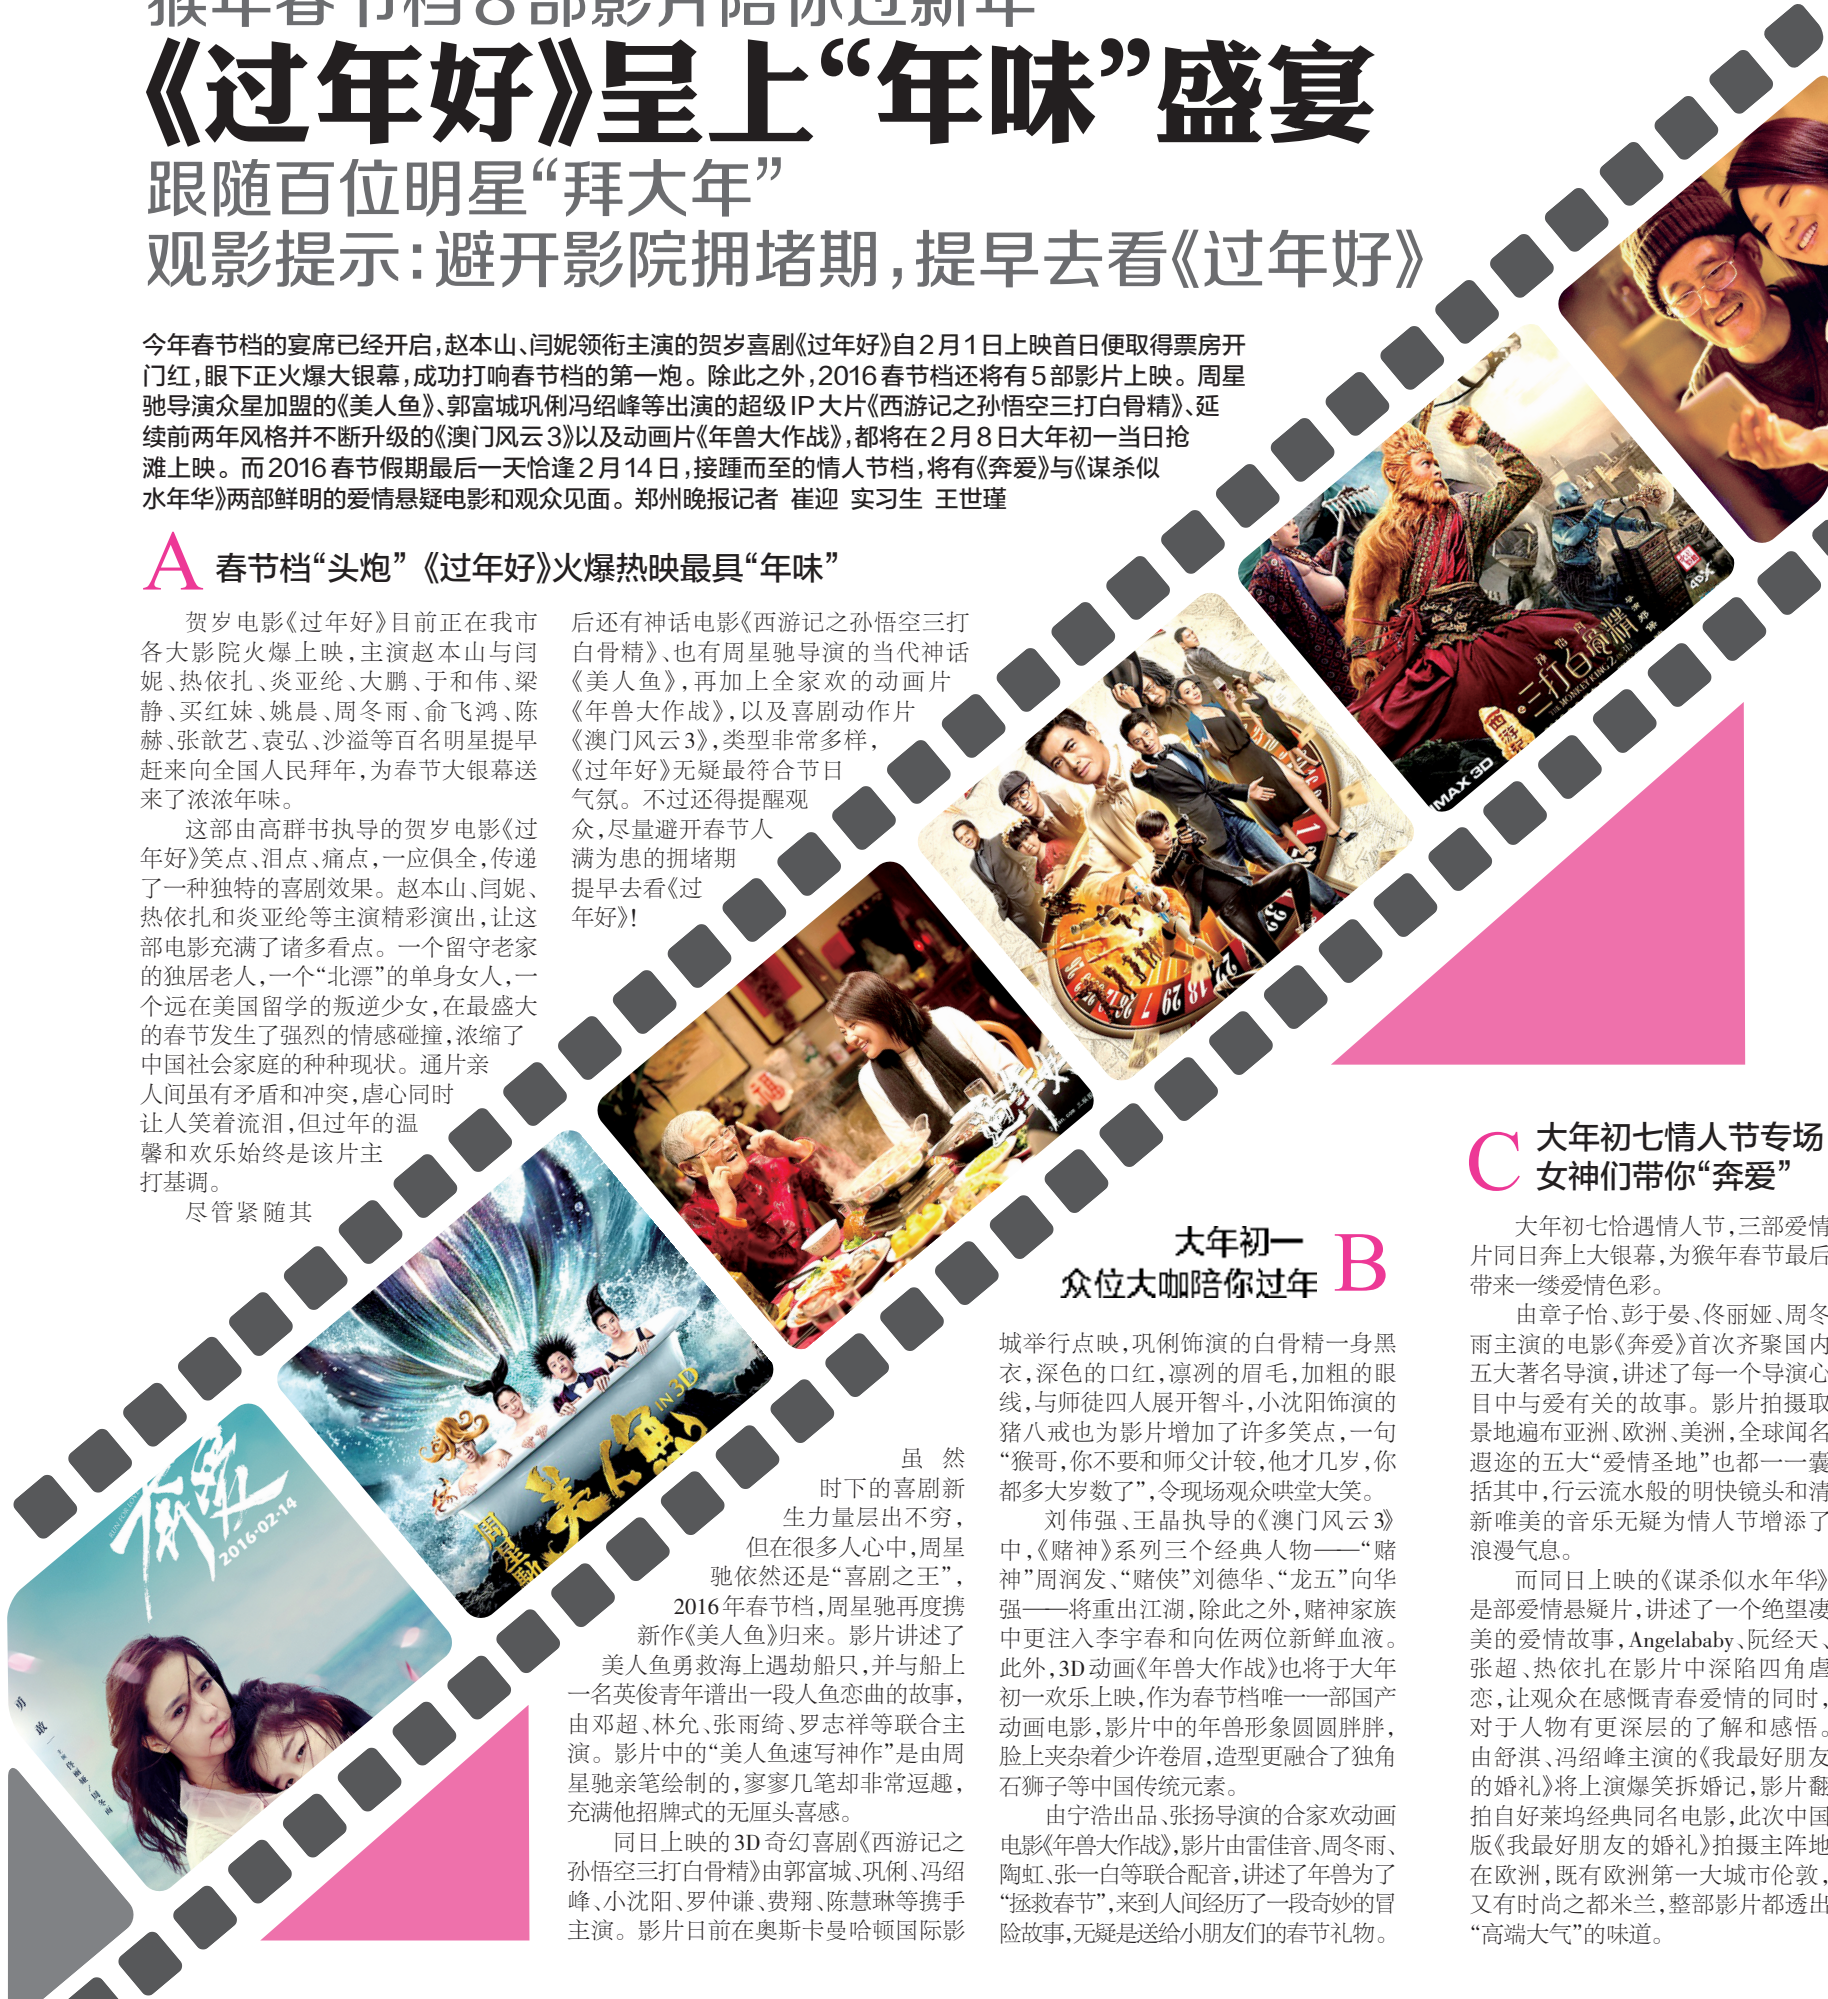 猴年春节档8部影片陪你过新年
《过年好》呈上“年味”盛宴
跟随百位明星“拜大年”
观影提示:避开影院拥堵期,提早去看《过年好》
今年春节档的宴席已经开启,赵本山、闫妮领衔主演的贺岁喜剧《过年好》自2月1日上映首日便取得票房开
门红,眼下正火爆大银幕,成功打响春节档的第一炮。除此之外,2016春节档还将有5部影片上映。周星
驰导演众星加盟的《美人鱼》、郭富城巩俐冯绍峰等出演的超级IP大片《西游记之孙悟空三打白骨精》、延
续前两年风格并不断升级的《澳门风云3》以及动画片《年兽大作战》,都将在2月8日大年初一当日抢
滩上映。而2016春节假期最后一天恰逢2月14日,接踵而至的情人节档,将有《奔爱》与《谋杀似
水年华》两部鲜明的爱情悬疑电影和观众见面。郑州晚报记者 崔迎 实习生 王世瑾
A 春节档“头炮”《过年好》火爆热映最具“年味”
贺岁电影《过年好》目前正在我市
各大影院火爆上映,主演赵本山与闫
妮、热依扎、炎亚纶、大鹏、于和伟、梁
静、买红妹、姚晨、周冬雨、俞飞鸿、陈
赫、张歆艺、袁弘、沙溢等百名明星提早
赶来向全国人民拜年,为春节大银幕送
来了浓浓年味。
这部由高群书执导的贺岁电影《过
年好》笑点、泪点、痛点,一应俱全,传递
了一种独特的喜剧效果。赵本山、闫妮、
热依扎和炎亚纶等主演精彩演出,让这
部电影充满了诸多看点。一个留守老家
的独居老人,一个“北漂”的单身女人,一
个远在美国留学的叛逆少女,在最盛大
的春节发生了强烈的情感碰撞,浓缩了
中国社会家庭的种种现状。通片亲
人间虽有矛盾和冲突,虐心同时
让人笑着流泪,但过年的温
馨和欢乐始终是该片主
打基调。
尽管紧随其
后还有神话电影《西游记之孙悟空三打
白骨精》、也有周星驰导演的当代神话
《美人鱼》,再加上全家欢的动画片
《年兽大作战》,以及喜剧动作片
《澳门风云3》,类型非常多样,
《过年好》无疑最符合节日
气氛。不过还得提醒观
众,尽量避开春节人
满为患的拥堵期
提早去看《过
年好》!
大年初一
众位大咖陪你过年
B
虽然
时下的喜剧新
生力量层出不穷,
但在很多人心中,周星
驰依然还是“喜剧之王”,
2016年春节档,周星驰再度携
新作《美人鱼》归来。影片讲述了
美人鱼勇救海上遇劫船只,并与船上
一名英俊青年谱出一段人鱼恋曲的故事,
由邓超、林允、张雨绮、罗志祥等联合主
演。影片中的“美人鱼速写神作”是由周
星驰亲笔绘制的,寥寥几笔却非常逗趣,
充满他招牌式的无厘头喜感。
同日上映的3D奇幻喜剧《西游记之
孙悟空三打白骨精》由郭富城、巩俐、冯绍
峰、小沈阳、罗仲谦、费翔、陈慧琳等携手
主演。影片日前在奥斯卡曼哈顿国际影
城举行点映,巩俐饰演的白骨精一身黑
衣,深色的口红,凛冽的眉毛,加粗的眼
线,与师徒四人展开智斗,小沈阳饰演的
猪八戒也为影片增加了许多笑点,一句
“猴哥,你不要和师父计较,他才几岁,你
都多大岁数了”,令现场观众哄堂大笑。
刘伟强、王晶执导的《澳门风云3》
中,《赌神》系列三个经典人物——“赌
神”周润发、“赌侠”刘德华、“龙五”向华
强——将重出江湖,除此之外,赌神家族
中更注入李宇春和向佐两位新鲜血液。
此外,3D动画《年兽大作战》也将于大年
初一欢乐上映,作为春节档唯一一部国产
动画电影,影片中的年兽形象圆圆胖胖,
脸上夹杂着少许卷眉,造型更融合了独角
石狮子等中国传统元素。
由宁浩出品、张扬导演的合家欢动画
电影《年兽大作战》,影片由雷佳音、周冬雨、
陶虹、张一白等联合配音,讲述了年兽为了
“拯救春节”,来到人间经历了一段奇妙的冒
险故事,无疑是送给小朋友们的春节礼物。
C 大年初七情人节专场
女神们带你“奔爱”
大年初七恰遇情人节,三部爱情
片同日奔上大银幕,为猴年春节最后
带来一缕爱情色彩。
由章子怡、彭于晏、佟丽娅、周冬
雨主演的电影《奔爱》首次齐聚国内
五大著名导演,讲述了每一个导演心
目中与爱有关的故事。影片拍摄取
景地遍布亚洲、欧洲、美洲,全球闻名
遐迩的五大“爱情圣地”也都一一囊
括其中,行云流水般的明快镜头和清
新唯美的音乐无疑为情人节增添了
浪漫气息。
而同日上映的《谋杀似水年华》
是部爱情悬疑片,讲述了一个绝望凄
美的爱情故事,Angelababy、阮经天、
张超、热依扎在影片中深陷四角虐
恋,让观众在感慨青春爱情的同时,
对于人物有更深层的了解和感悟。
由舒淇、冯绍峰主演的《我最好朋友
的婚礼》将上演爆笑拆婚记,影片翻
拍自好莱坞经典同名电影,此次中国
版《我最好朋友的婚礼》拍摄主阵地
在欧洲,既有欧洲第一大城市伦敦,
又有时尚之都米兰,整部影片都透出
“高端大气”的味道。
西游记
孙悟空
三打白骨精
THE MONKEY KING 2 IN 3D
IMAX 3D
4DX
过年好
周星驰
美人鱼
IN 3D
奔爱
2016·02·14
勇敢